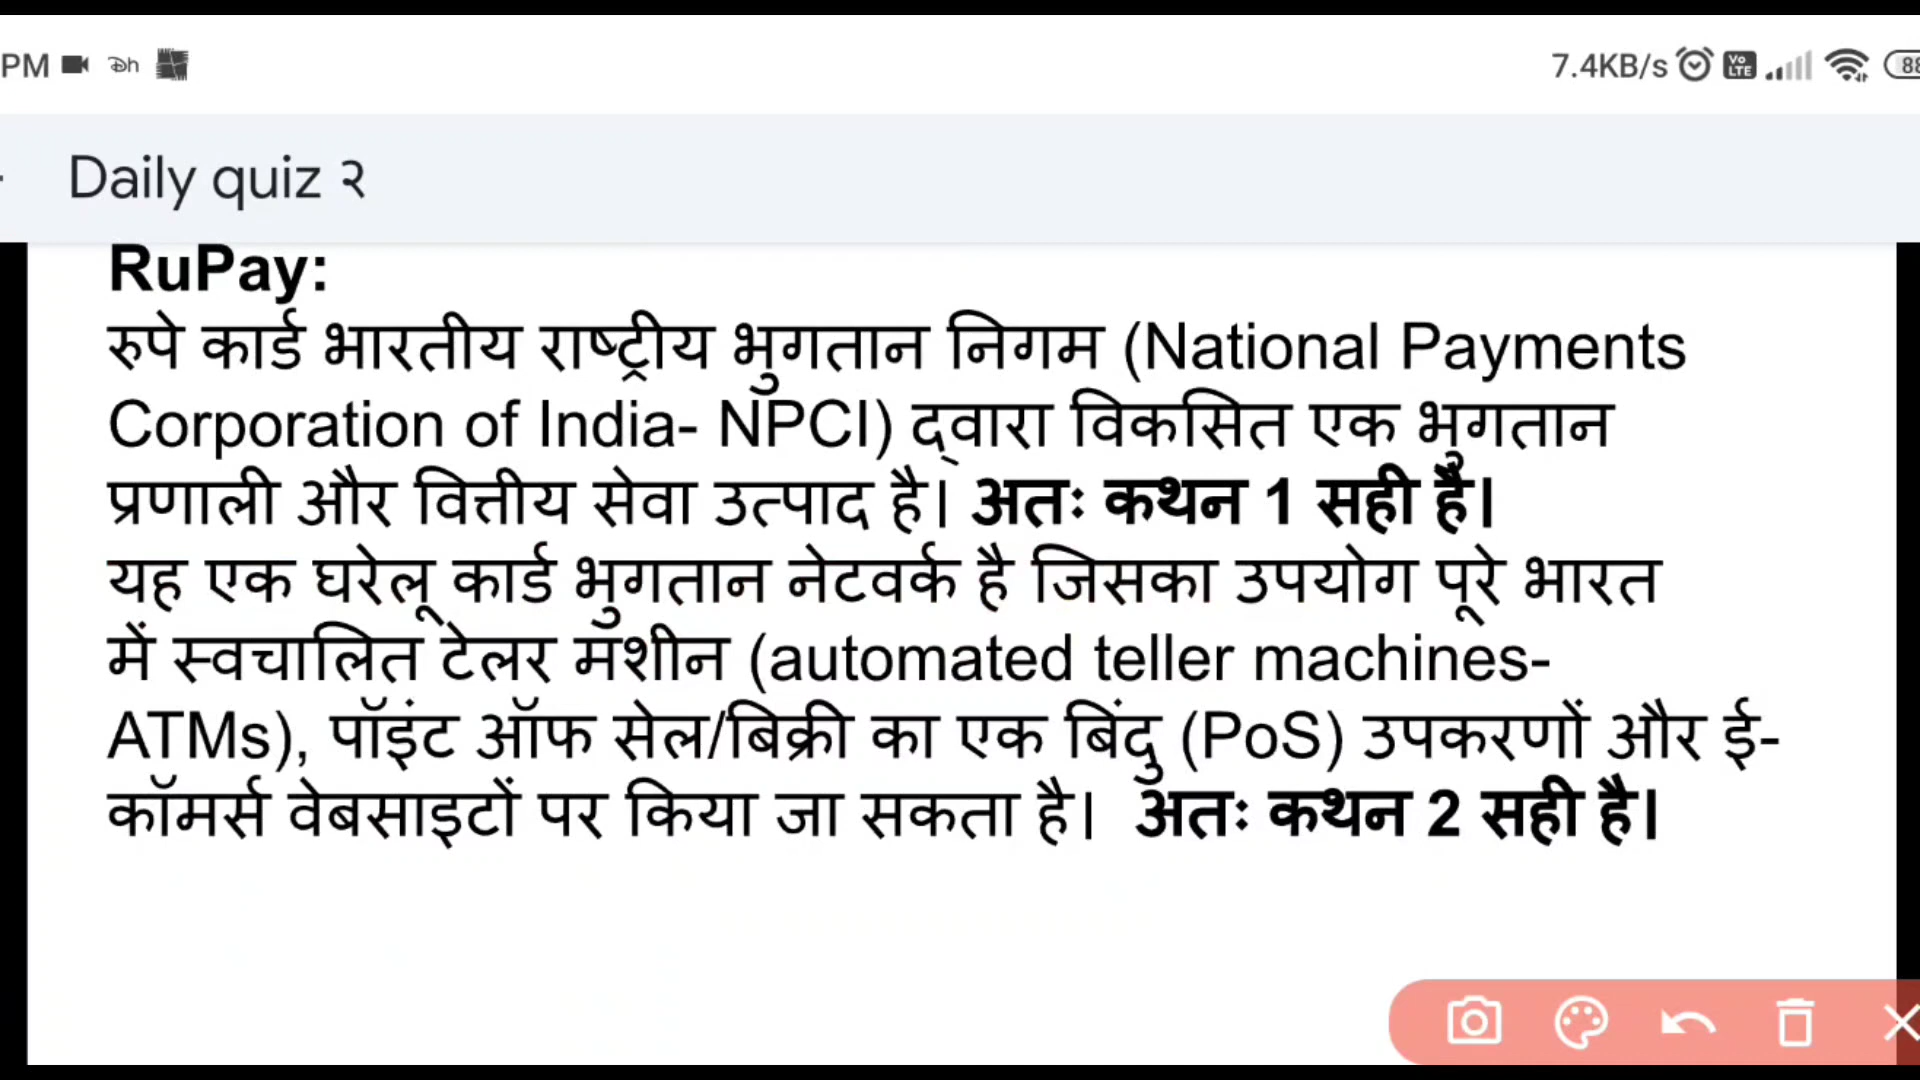 PM
7.4KB/s
Vo LTE
Daily quiz २
RuPay:
रुपे कार्ड भारतीय राष्ट्रीय भुगतान निगम (National Payments
Corporation of India- NPCI) द्वारा विकसित एक भुगतान
प्रणाली और वित्तीय सेवा उत्पाद है। अतः कथन 1 सही है।
यह एक घरेलू कार्ड भुगतान नेटवर्क है जिसका उपयोग पूरे भारत
में स्वचालित टेलर मशीन (automated teller machines-
ATMs), पॉइंट ऑफ सेल/बिक्री का एक बिंदु (PoS) उपकरणों और ई-
कॉमर्स वेबसाइटों पर किया जा सकता है। अतः कथन 2 सही है।